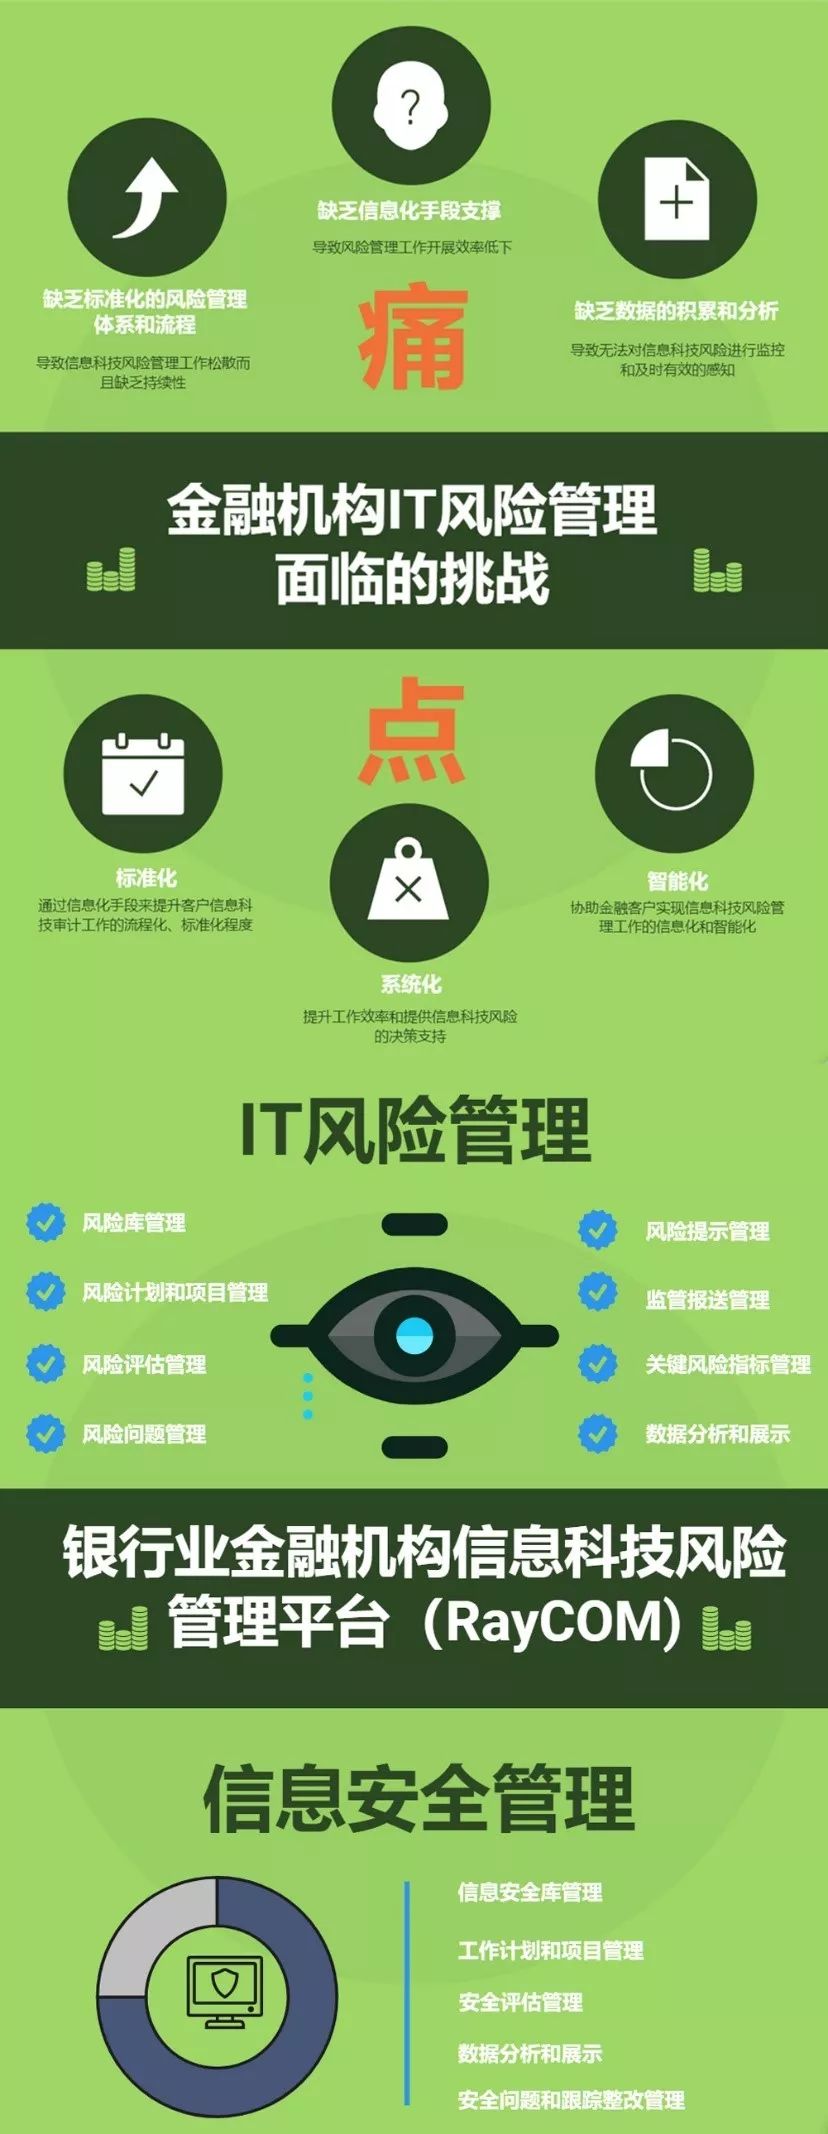 ?
缺乏信息化手段支撑
导致风险管理工作开展效率低下
缺乏标准化的风险管理
体系和流程
导致信息科技风险管理工作松散而
且缺乏持续性
缺乏数据的积累和分析
导致无法对信息科技风险进行监控
和及时有效的感知
痛
金融机构IT风险管理
面临的挑战
点
标准化
通过信息化手段来提升客户信息科
技审计工作的流程化、标准化程度
系统化
提升工作效率和提供信息科技风险
的决策支持
智能化
协助金融客户实现信息科技风险管
理工作的信息化和智能化
IT风险管理
风险库管理
风险计划和项目管理
风险评估管理
风险问题管理
风险提示管理
监管报送管理
关键风险指标管理
数据分析和展示
银行业金融机构信息科技风险
管理平台（RayCOM)
信息安全管理
信息安全库管理
工作计划和项目管理
安全评估管理
数据分析和展示
安全问题和跟踪整改管理